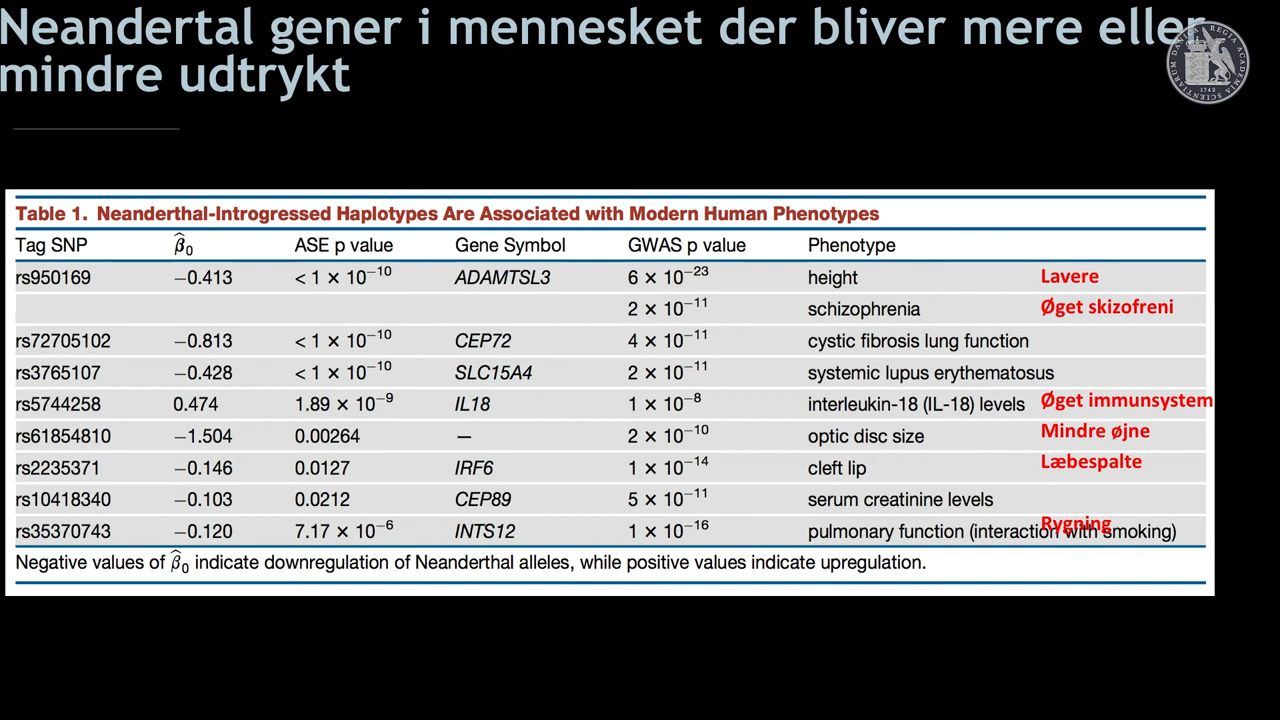 Neandertal gener i mennesket der bliver mere eller
mindre udtrykt
REGIA ACADEMIA SCIENTIARUM DANICA
1742
Table 1. Neanderthal-Introgressed Haplotypes Are Associated with Modern Human Phenotypes
Tag SNP β̂₀ ASE p value Gene Symbol GWAS p value Phenotype
rs950169 −0.413 < 1 × 10⁻¹⁰ ADAMTSL3 6 × 10⁻²³ height Lavere
2 × 10⁻¹¹ schizophrenia Øget skizofreni
rs72705102 −0.813 < 1 × 10⁻¹⁰ CEP72 4 × 10⁻¹¹ cystic fibrosis lung function
rs3765107 −0.428 < 1 × 10⁻¹⁰ SLC15A4 2 × 10⁻¹¹ systemic lupus erythematosus
rs5744258 0.474 1.89 × 10⁻⁹ IL18 1 × 10⁻⁸ interleukin-18 (IL-18) levels Øget immunsystem
rs61854810 −1.504 0.00264 — 2 × 10⁻¹⁰ optic disc size Mindre øjne
rs2235371 −0.146 0.0127 IRF6 1 × 10⁻¹⁴ cleft lip Læbespalte
rs10418340 −0.103 0.0212 CEP89 5 × 10⁻¹¹ serum creatinine levels
rs35370743 −0.120 7.17 × 10⁻⁶ INTS12 1 × 10⁻¹⁶ pulmonary function (interaction with smoking) Rygning
Negative values of β̂₀ indicate downregulation of Neanderthal alleles, while positive values indicate upregulation.